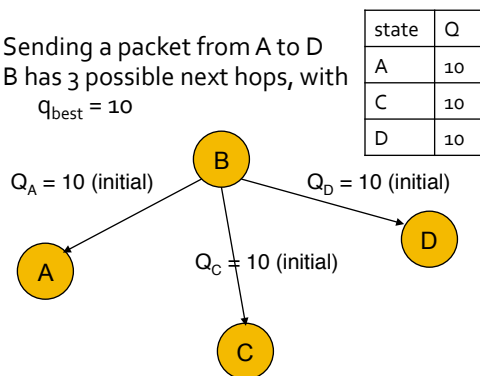 Sending a packet from A to D
B has 3 possible next hops, with
q_best = 10
state Q
A 10
C 10
D 10
B
Q_A = 10 (initial)
Q_D = 10 (initial)
Q_C = 10 (initial)
A
D
C